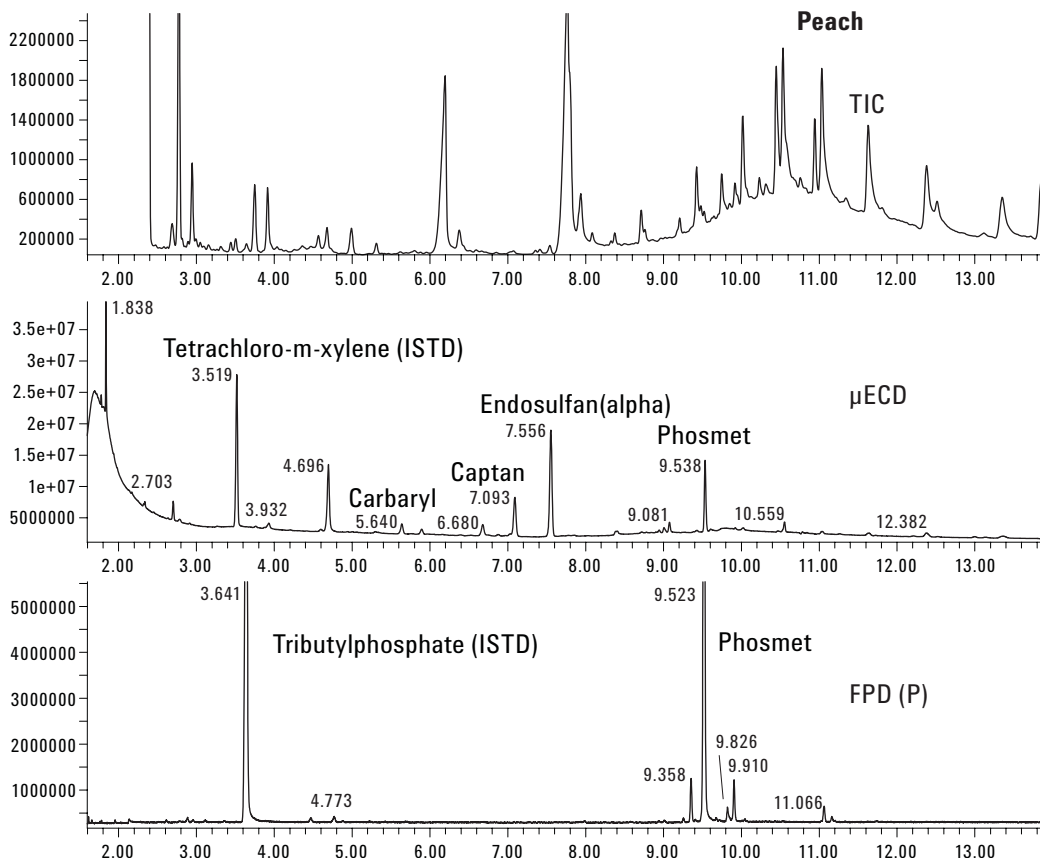 Peach
TIC
2200000
1800000
1400000
1000000
600000
200000
2.00 3.00 4.00 5.00 6.00 7.00 8.00 9.00 10.00 11.00 12.00 13.00
µECD
3.5e+07
3e+07
2.5e+07
2e+07
1.5e+07
1e+07
5000000
1.838
Tetrachloro-m-xylene (ISTD)
3.519
Endosulfan(alpha)
7.556
Phosmet
9.538
2.703
3.932
4.696
Carbaryl
5.640
Captan
7.093
6.680
9.081
10.559
12.382
2.00 3.00 4.00 5.00 6.00 7.00 8.00 9.00 10.00 11.00 12.00 13.00
5000000
4000000
3000000
2000000
1000000
3.641
Tributylphosphate (ISTD)
9.523
Phosmet
FPD (P)
4.773
9.358
9.826
9.910
11.066
2.00 3.00 4.00 5.00 6.00 7.00 8.00 9.00 10.00 11.00 12.00 13.00